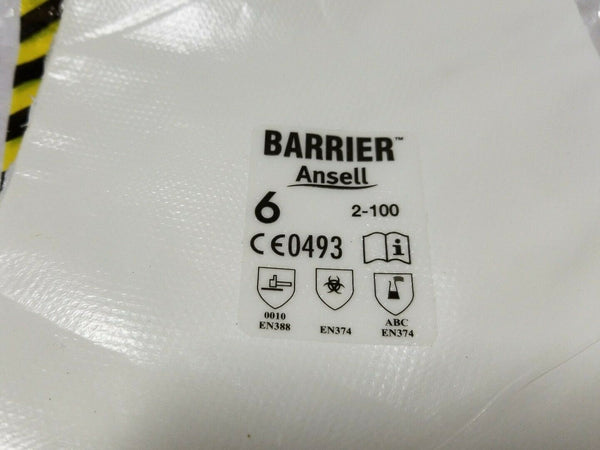 BARRIER™
Ansell
6 2-100
CE0493 i
0010
EN388
EN374
ABC
EN374